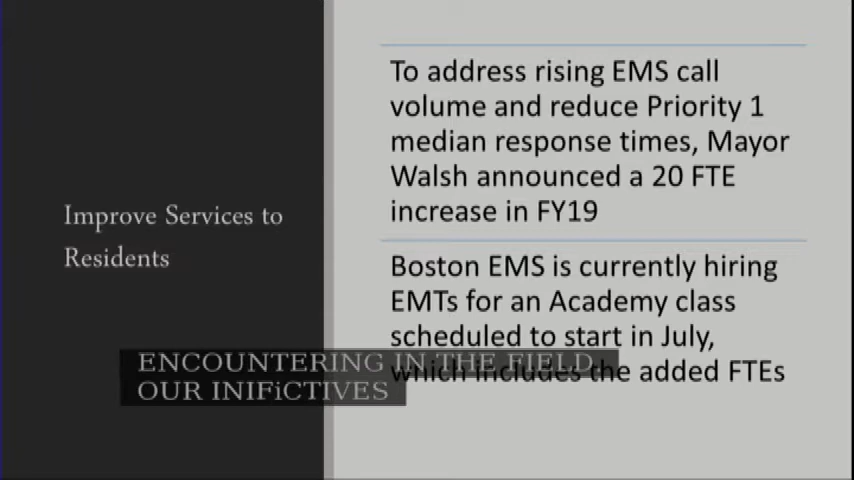 Improve Services to
Residents
To address rising EMS call
volume and reduce Priority 1
median response times, Mayor
Walsh announced a 20 FTE
increase in FY19
Boston EMS is currently hiring
EMTs for an Academy class
scheduled to start in July,
which includes the added FTEs
ENCOUNTERING IN THE FIELD.
OUR INIFiCTIVES